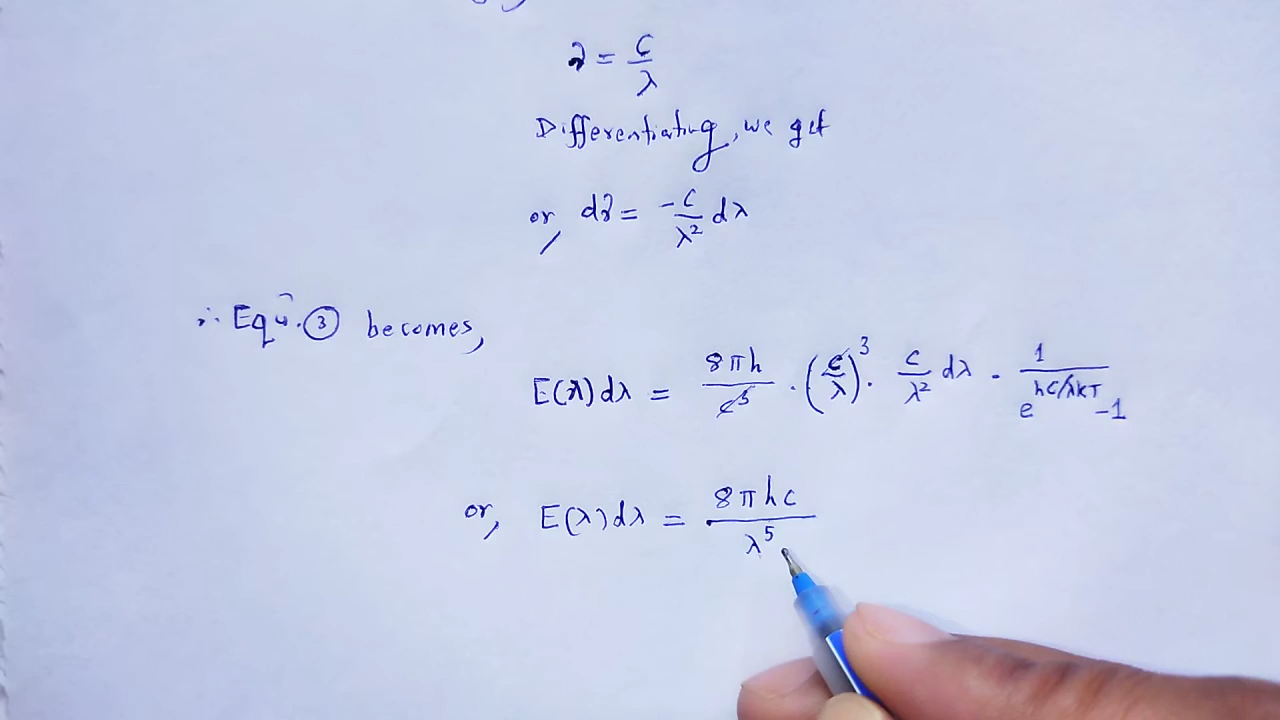 ν = c/λ
Differentiating, we get
or, dν = -c/λ² dλ
∴ Equⁿ. ③ becomes,
E(λ)dλ = 8πh/c³ · (c/λ)³ · c/λ² dλ · 1/(e^(hc/λkT) -1)
or, E(λ)dλ = 8πhc/λ⁵